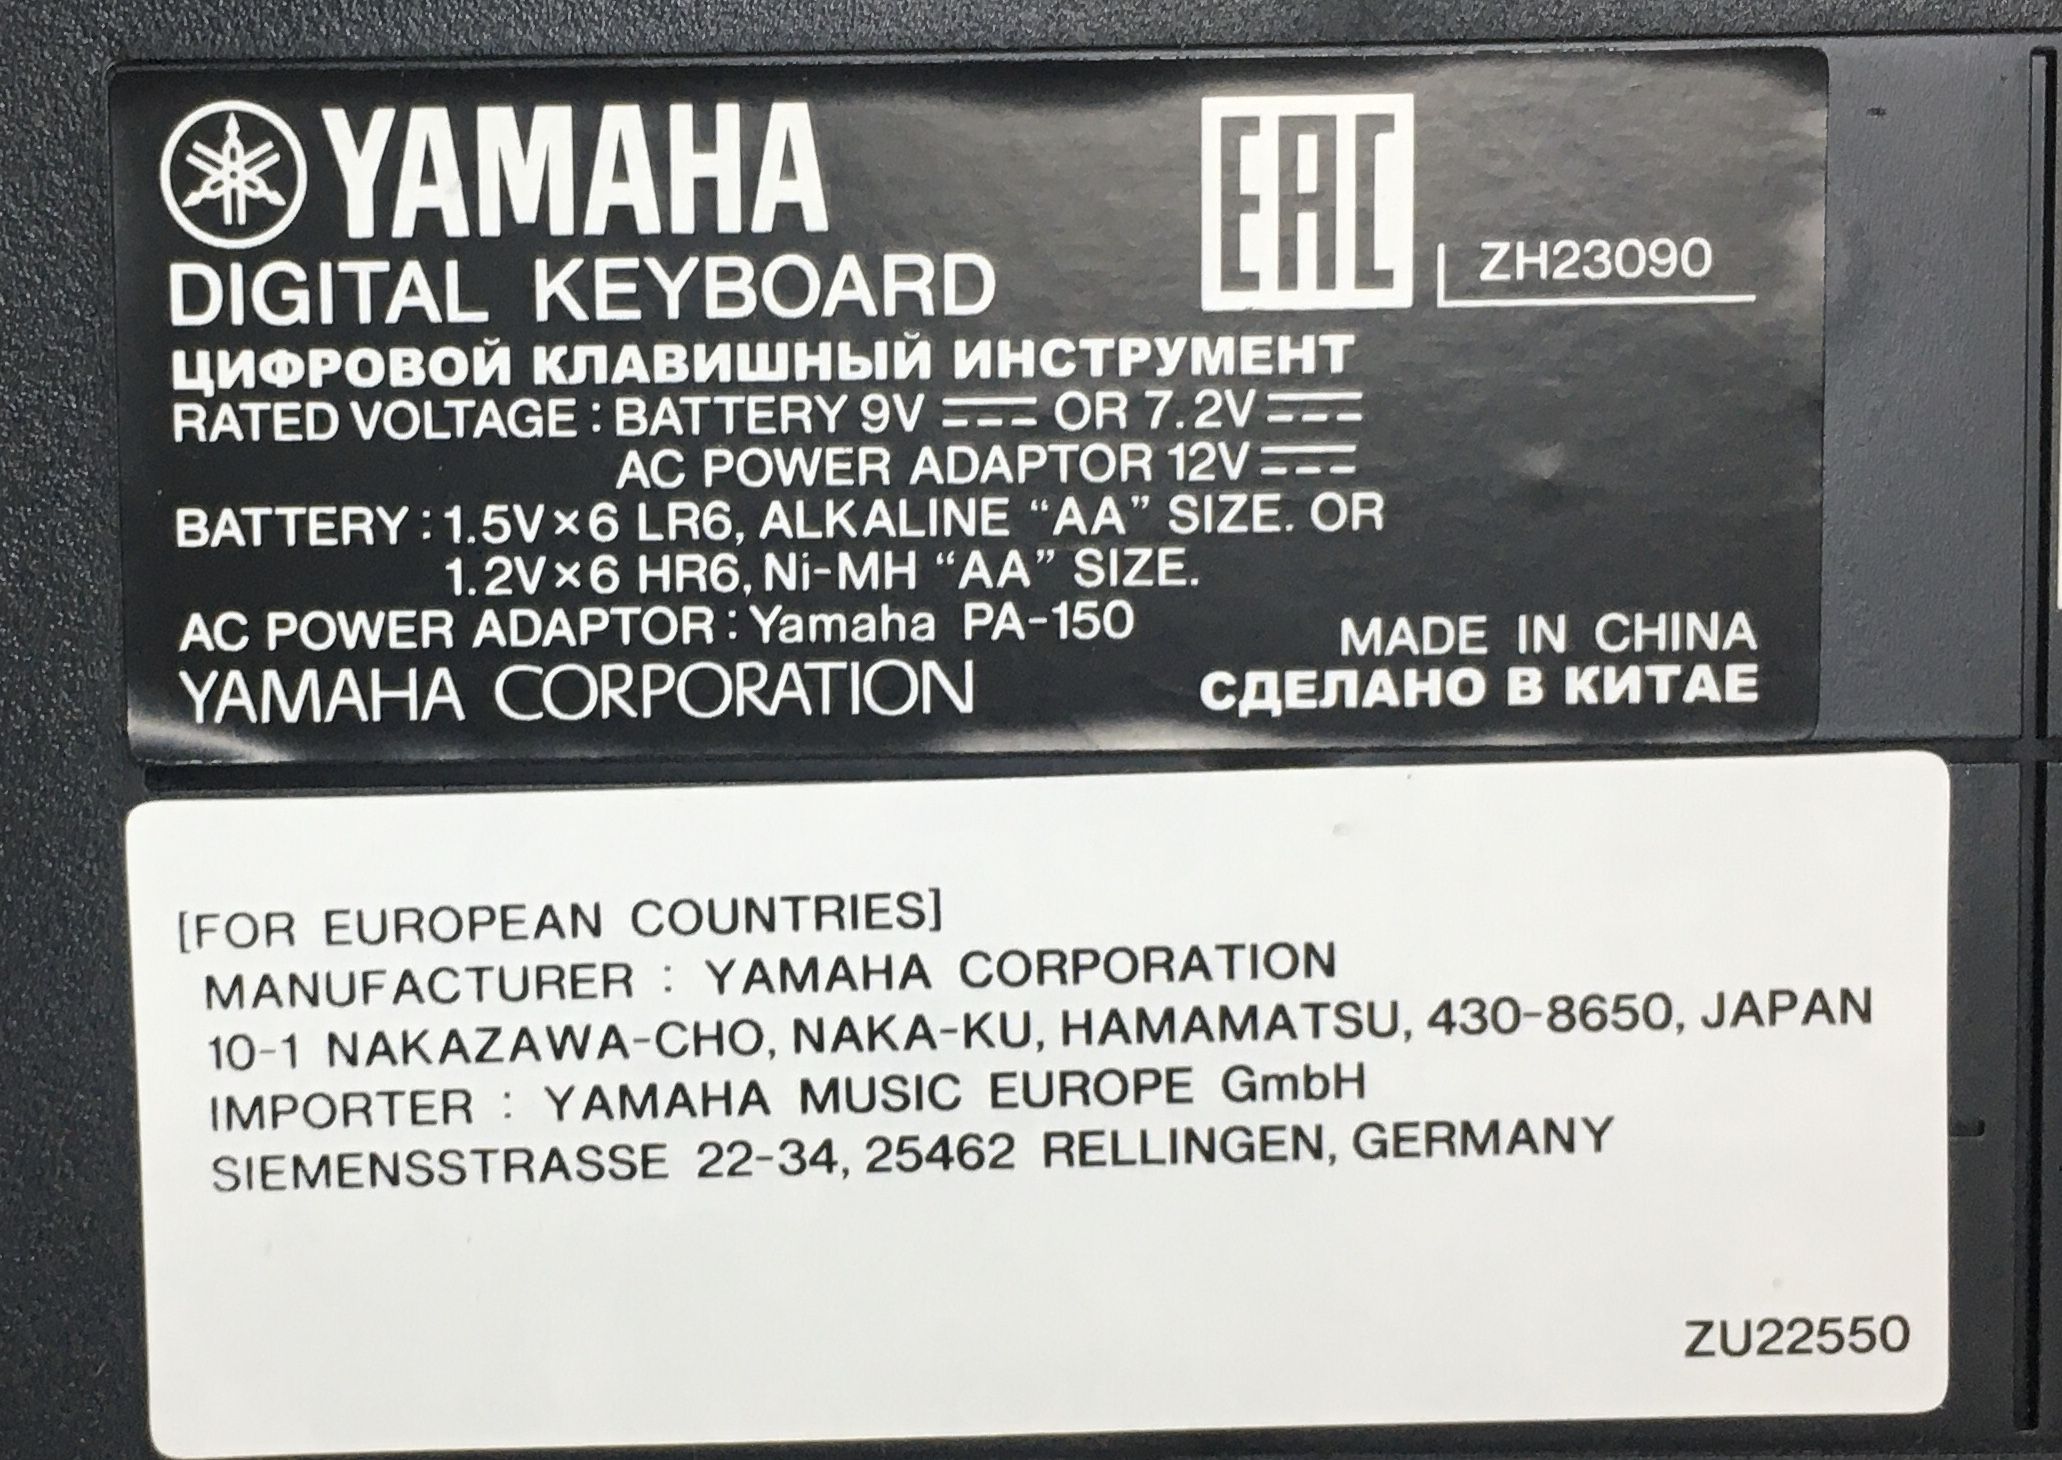 YAMAHA
EAC
ZH23090
DIGITAL KEYBOARD
ЦИФРОВОЙ КЛАВИШНЫЙ ИНСТРУМЕНТ
RATED VOLTAGE : BATTERY 9V ⎓ OR 7.2V ⎓
AC POWER ADAPTOR 12V ⎓
BATTERY : 1.5V×6 LR6, ALKALINE “AA” SIZE. OR
1.2V×6 HR6, Ni-MH “AA” SIZE.
AC POWER ADAPTOR : Yamaha PA-150
YAMAHA CORPORATION
MADE IN CHINA
СДЕЛАНО В КИТАЕ
[FOR EUROPEAN COUNTRIES]
MANUFACTURER : YAMAHA CORPORATION
10-1 NAKAZAWA-CHO, NAKA-KU, HAMAMATSU, 430-8650, JAPAN
IMPORTER : YAMAHA MUSIC EUROPE GmbH
SIEMENSSTRASSE 22-34, 25462 RELLINGEN, GERMANY
ZU22550